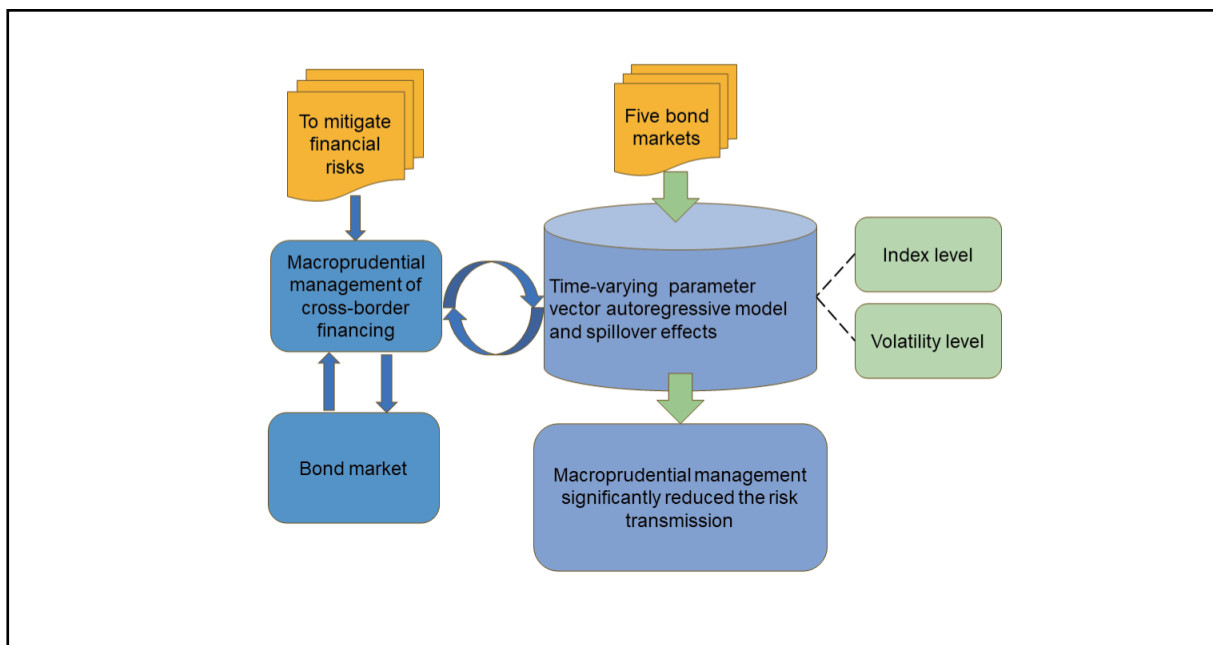 To mitigate
financial
risks
Five bond
markets
Macroprudential
management of
cross-border
financing
Time-varying parameter
vector autoregressive model
and spillover effects
Index level
Volatility level
Bond market
Macroprudential management
significantly reduced the risk
transmission